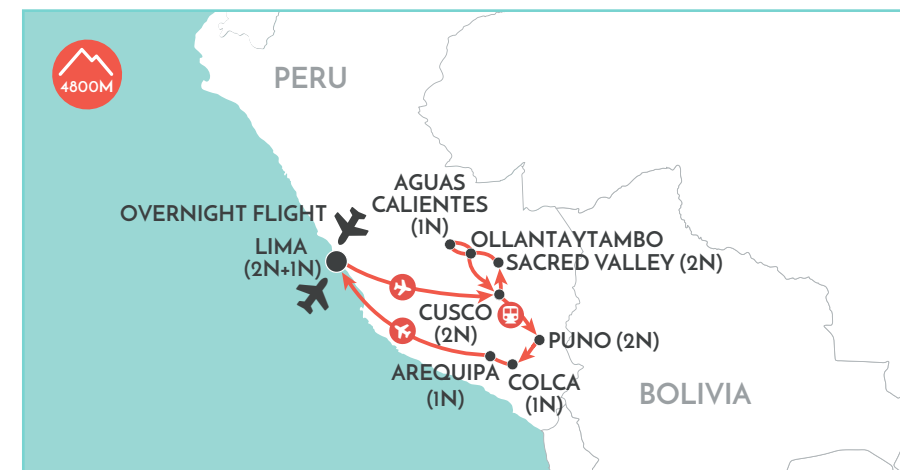 4800M
PERU
OVERNIGHT FLIGHT
LIMA
(2N+1N)
AGUAS
CALIENTES
(1N)
OLLANTAYTAMBO
SACRED VALLEY (2N)
CUSCO
(2N)
PUNO (2N)
AREQUIPA
(1N)
COLCA
(1N)
BOLIVIA